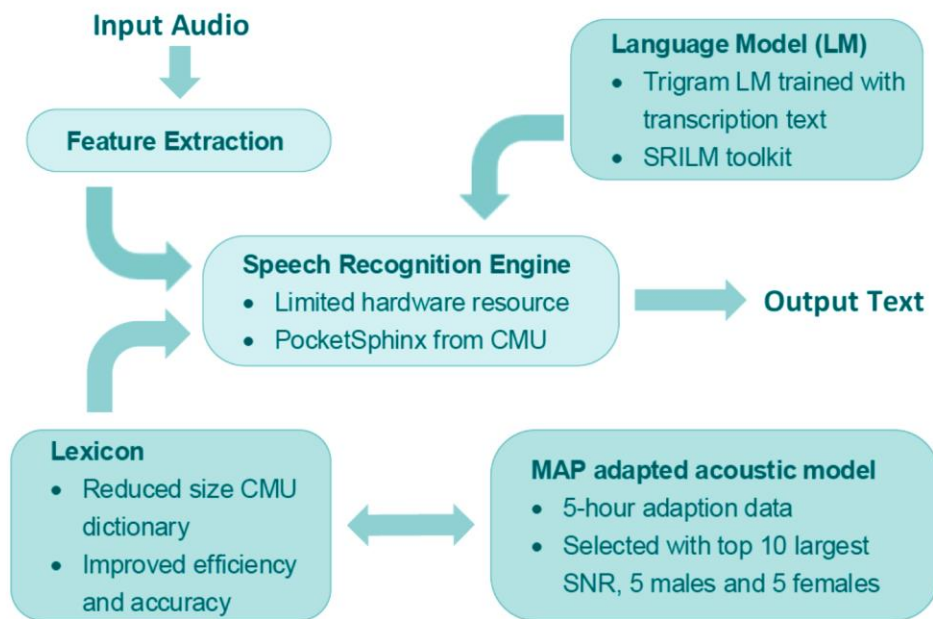 Input Audio
Feature Extraction
Language Model (LM)
• Trigram LM trained with
transcription text
• SRILM toolkit
Speech Recognition Engine
• Limited hardware resource
• PocketSphinx from CMU
Output Text
Lexicon
• Reduced size CMU
dictionary
• Improved efficiency
and accuracy
MAP adapted acoustic model
• 5-hour adaption data
• Selected with top 10 largest
SNR, 5 males and 5 females